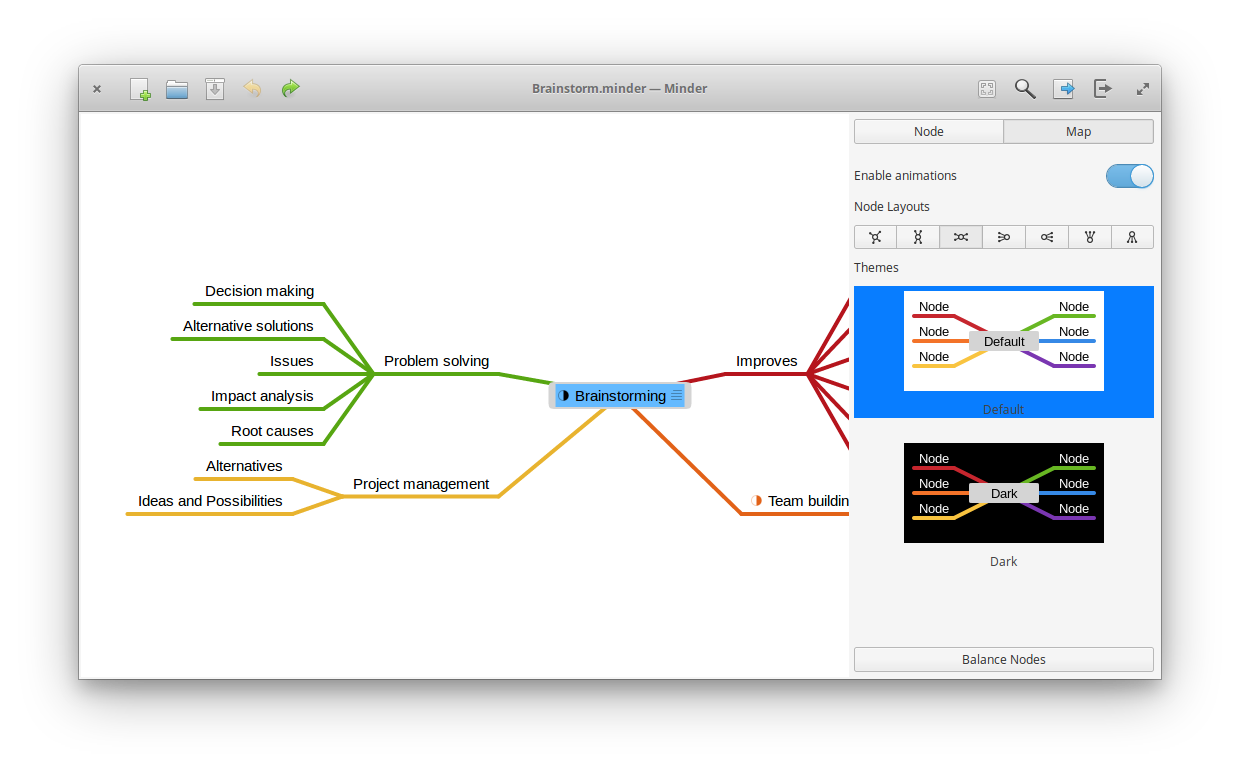 Brainstorm.minder — Minder
Node
Map
Enable animations
Node Layouts
Themes
Node
Node
Node
Node
Default
Node
Node
Default
Node
Node
Node
Node
Dark
Node
Node
Dark
Balance Nodes
Decision making
Alternative solutions
Issues
Impact analysis
Root causes
Problem solving
Alternatives
Ideas and Possibilities
Project management
Brainstorming
Improves
Team buildin